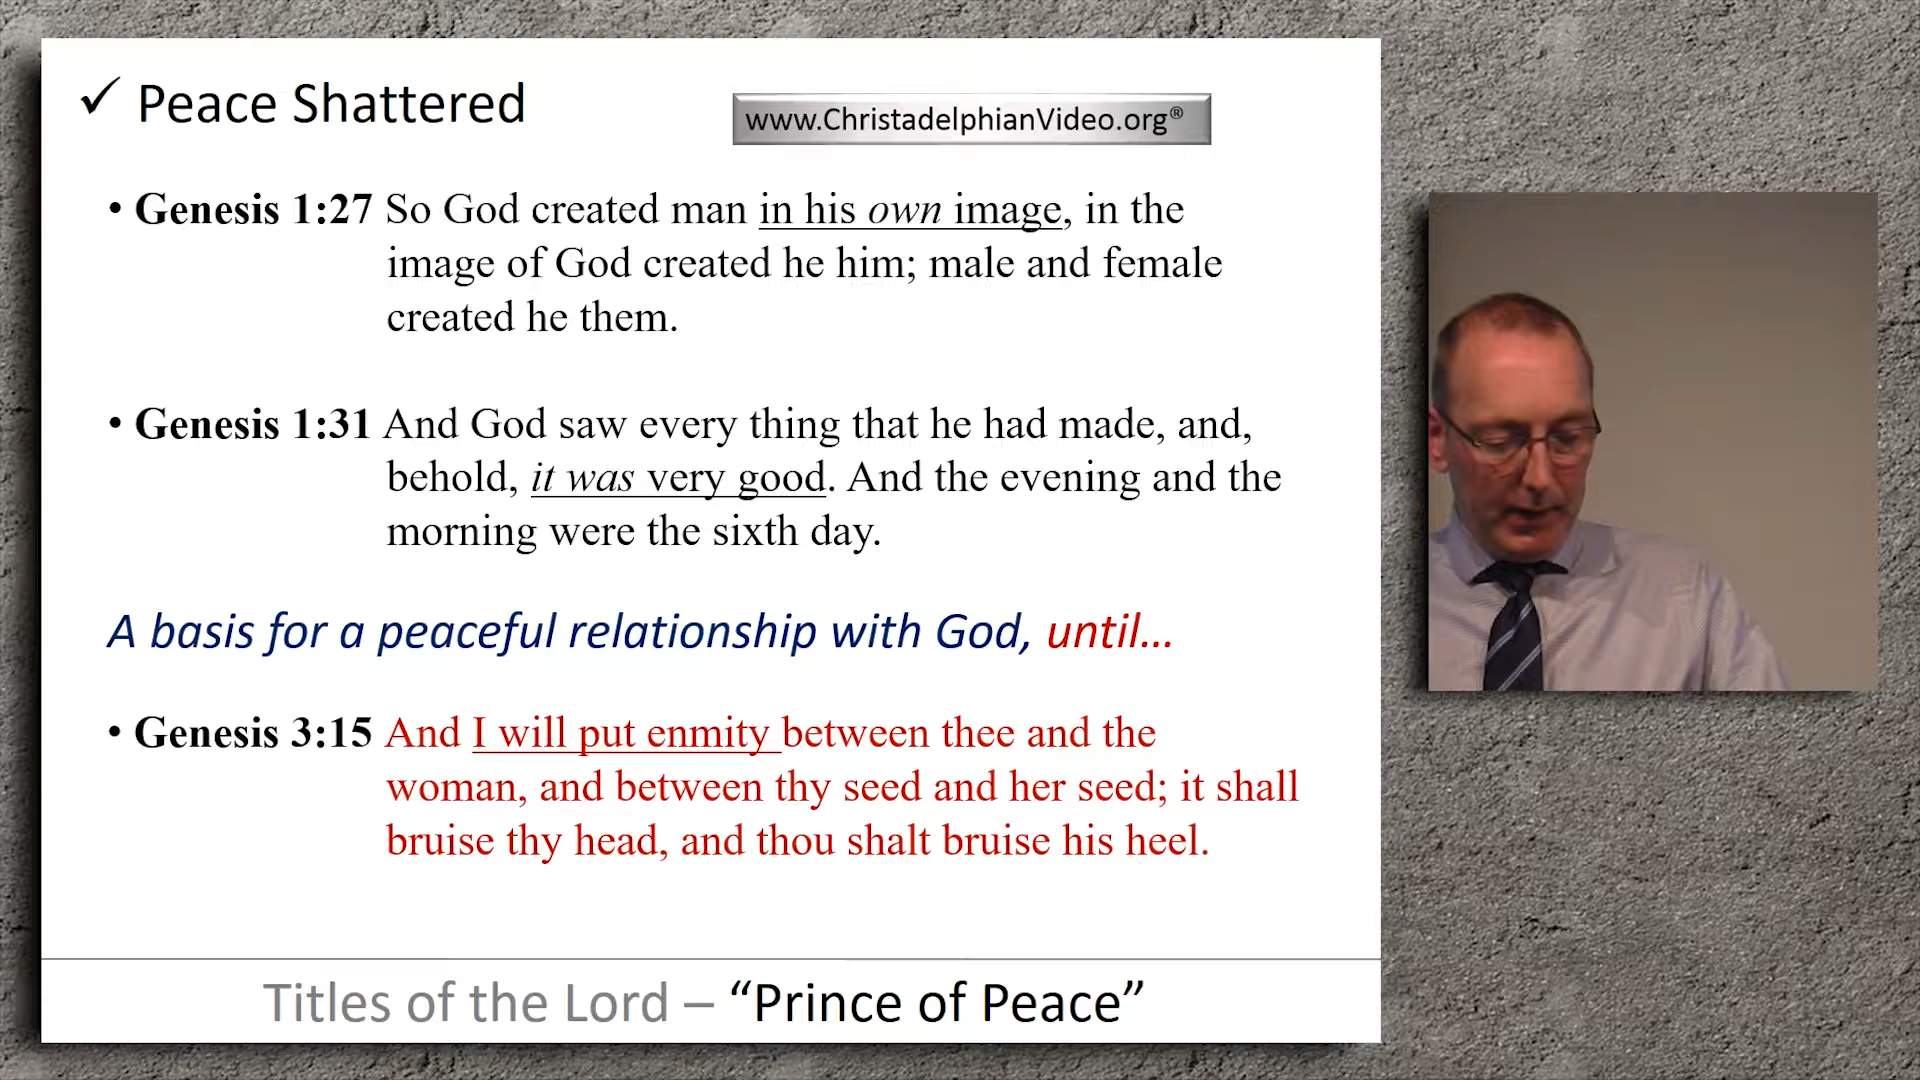 ✓ Peace Shattered
www.ChristadelphianVideo.org®
• Genesis 1:27 So God created man in his own image, in the
image of God created he him; male and female
created he them.
• Genesis 1:31 And God saw every thing that he had made, and,
behold, it was very good. And the evening and the
morning were the sixth day.
A basis for a peaceful relationship with God, until...
• Genesis 3:15 And I will put enmity between thee and the
woman, and between thy seed and her seed; it shall
bruise thy head, and thou shalt bruise his heel.
Titles of the Lord – “Prince of Peace”